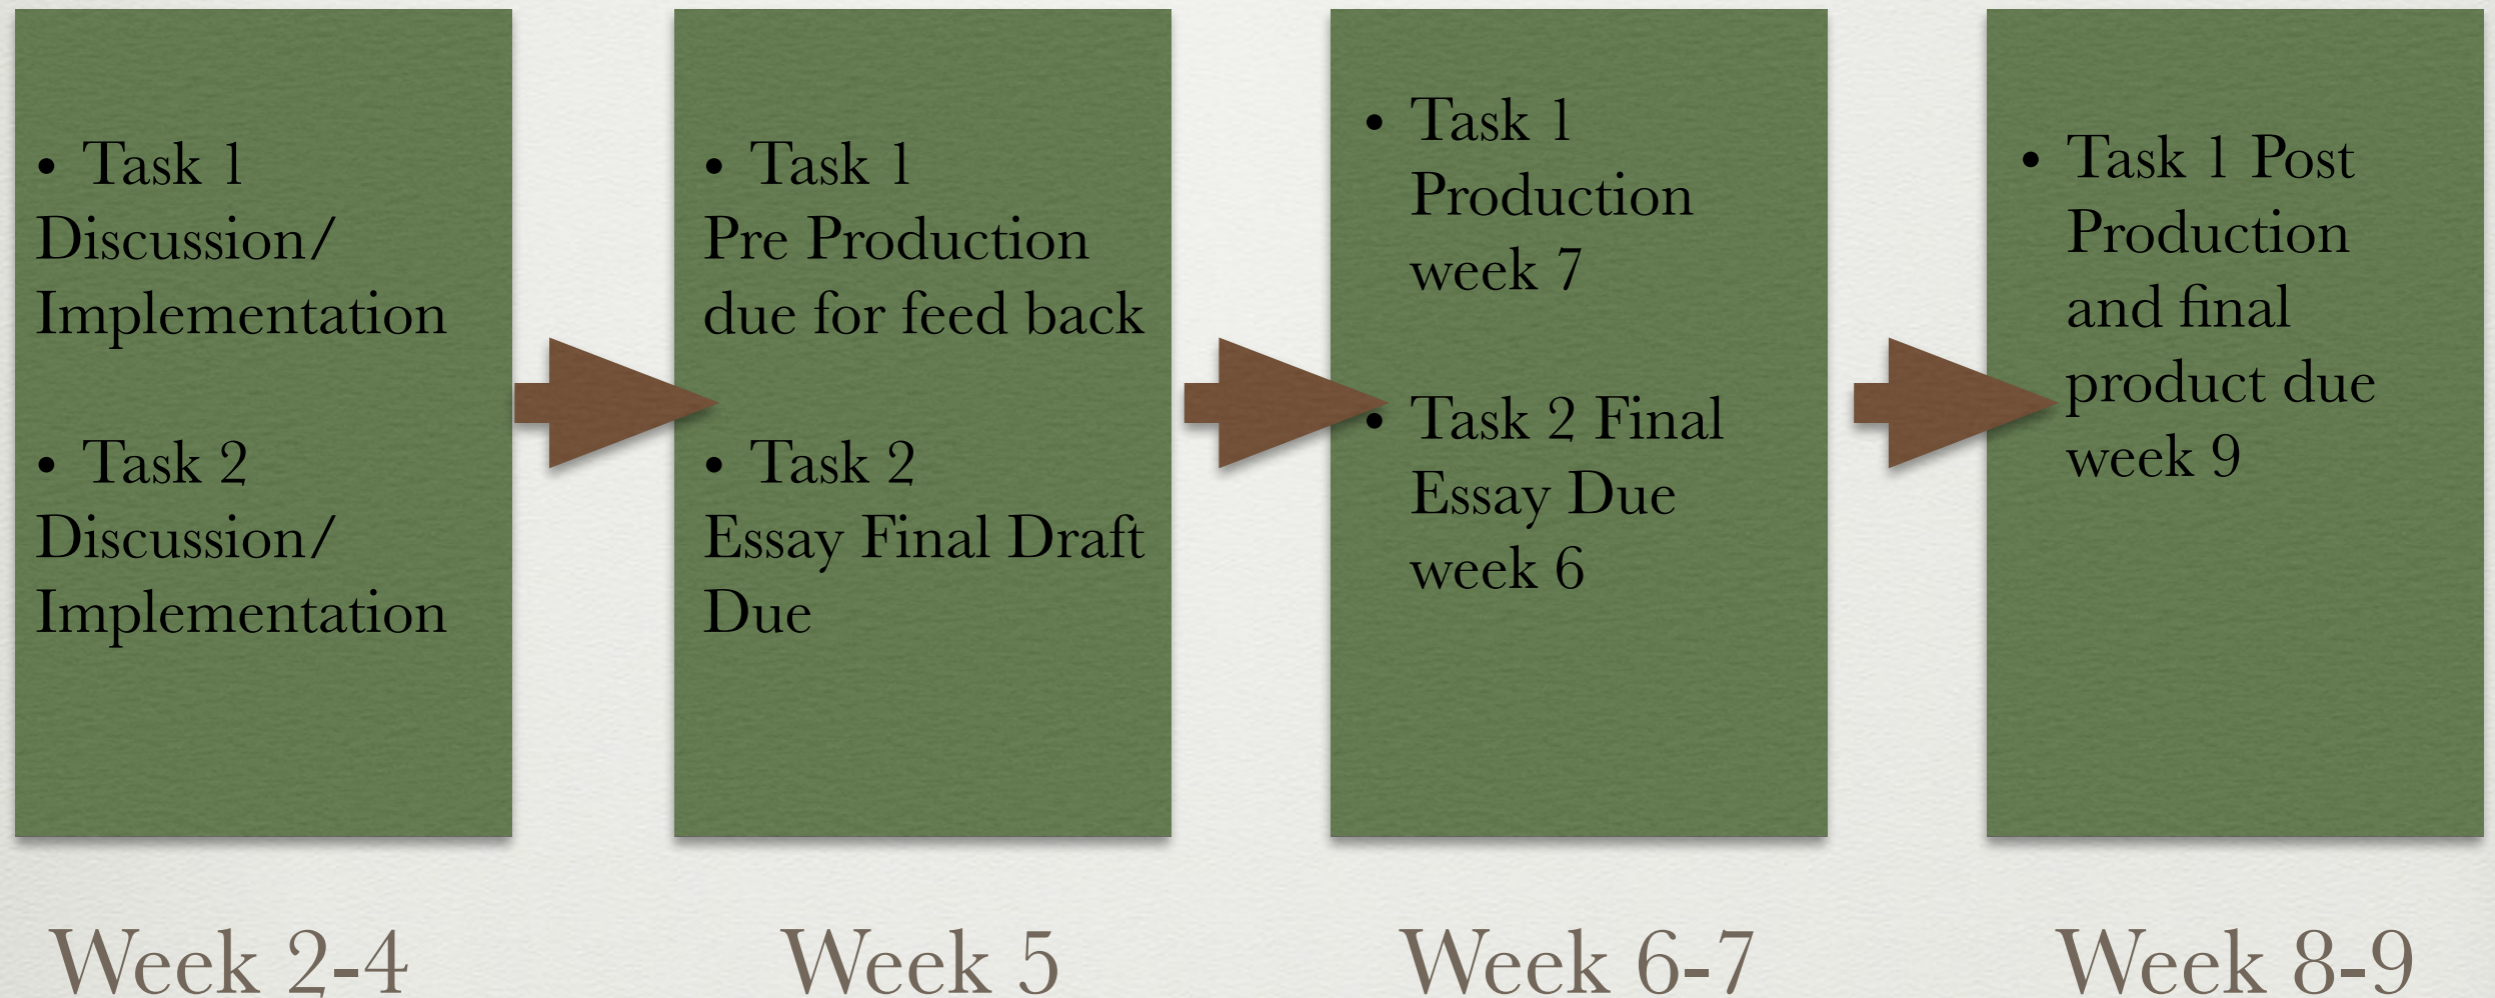 • Task 1
Discussion/
Implementation
• Task 2
Discussion/
Implementation
• Task 1
Pre Production
due for feed back
• Task 2
Essay Final Draft
Due
• Task 1
Production
week 7
• Task 2 Final
Essay Due
week 6
• Task 1 Post
Production
and final
product due
week 9
Week 2-4
Week 5
Week 6-7
Week 8-9